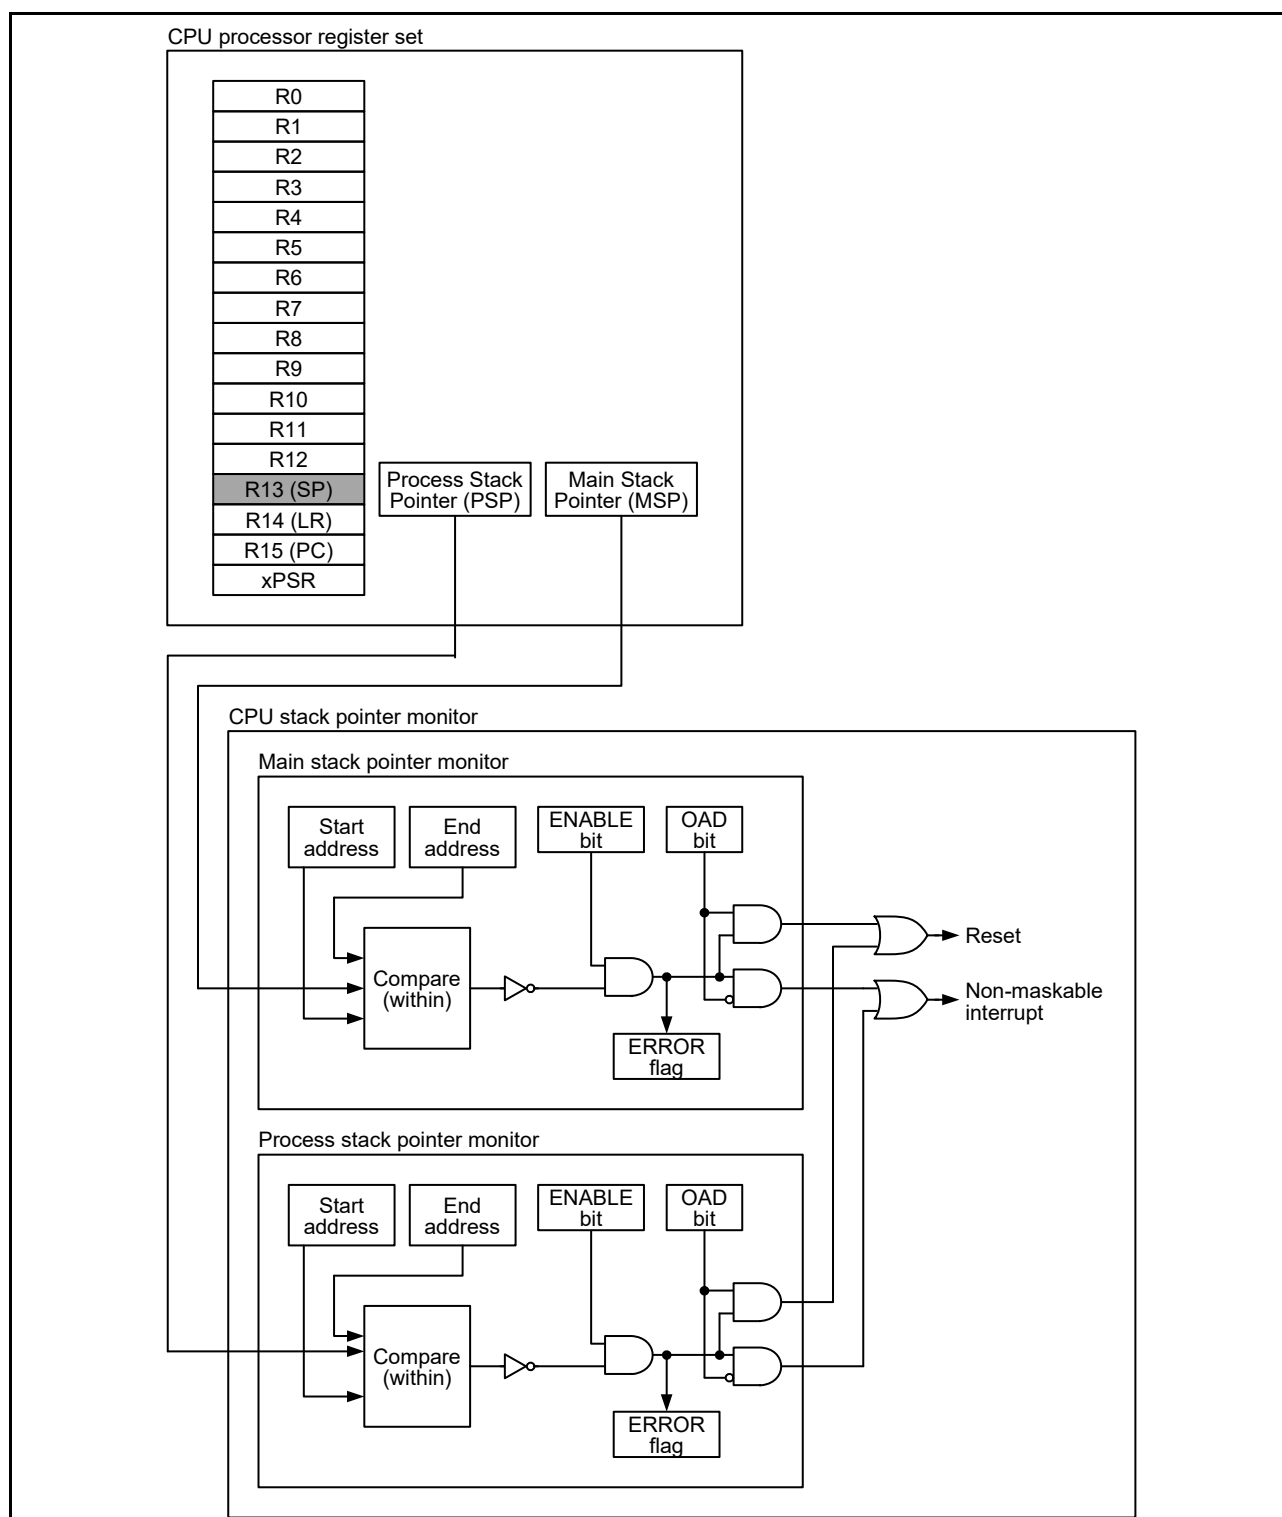 CPU processor register set
R0
R1
R2
R3
R4
R5
R6
R7
R8
R9
R10
R11
R12
R13 (SP)
R14 (LR)
R15 (PC)
xPSR
Process Stack
Pointer (PSP)
Main Stack
Pointer (MSP)
CPU stack pointer monitor
Main stack pointer monitor
Start
address
End
address
ENABLE
bit
OAD
bit
Compare
(within)
ERROR
flag
Reset
Non-maskable
interrupt
Process stack pointer monitor
Start
address
End
address
ENABLE
bit
OAD
bit
Compare
(within)
ERROR
flag